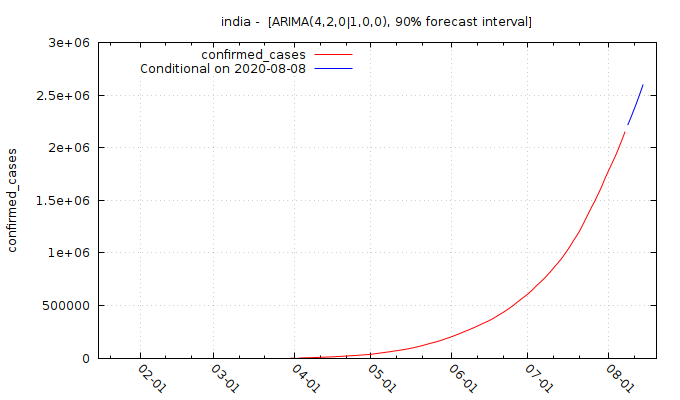 india -  [ARIMA(4,2,0|1,0,0), 90% forecast interval]
confirmed_cases
Conditional on 2020-08-08
3e+06
2.5e+06
2e+06
1.5e+06
1e+06
500000
0
confirmed_cases
02-01
03-01
04-01
05-01
06-01
07-01
08-01